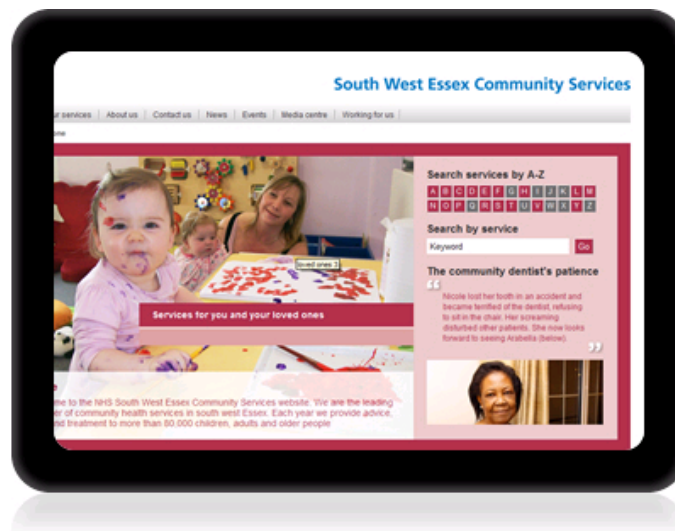 South West Essex Community Services
r services About us Contact us News Events Media centre Working for us
me
Search services by A-Z
A B C D E F G H I J K L M
N O P Q R S T U V W X Y Z
Search by service
Keyword Go
loved ones 1
Services for you and your loved ones
The community dentist's patience
“
Nicole lost her tooth in an accident and
became terrified of the dentist, refusing
to sit in the chair. Her screaming
disturbed other patients. She now looks
forward to seeing Arabella (below).
”
e
me to the NHS South West Essex Community Services website. We are the leading
er of community health services in south west Essex. Each year we provide advice,
nd treatment to more than 80,000 children, adults and older people